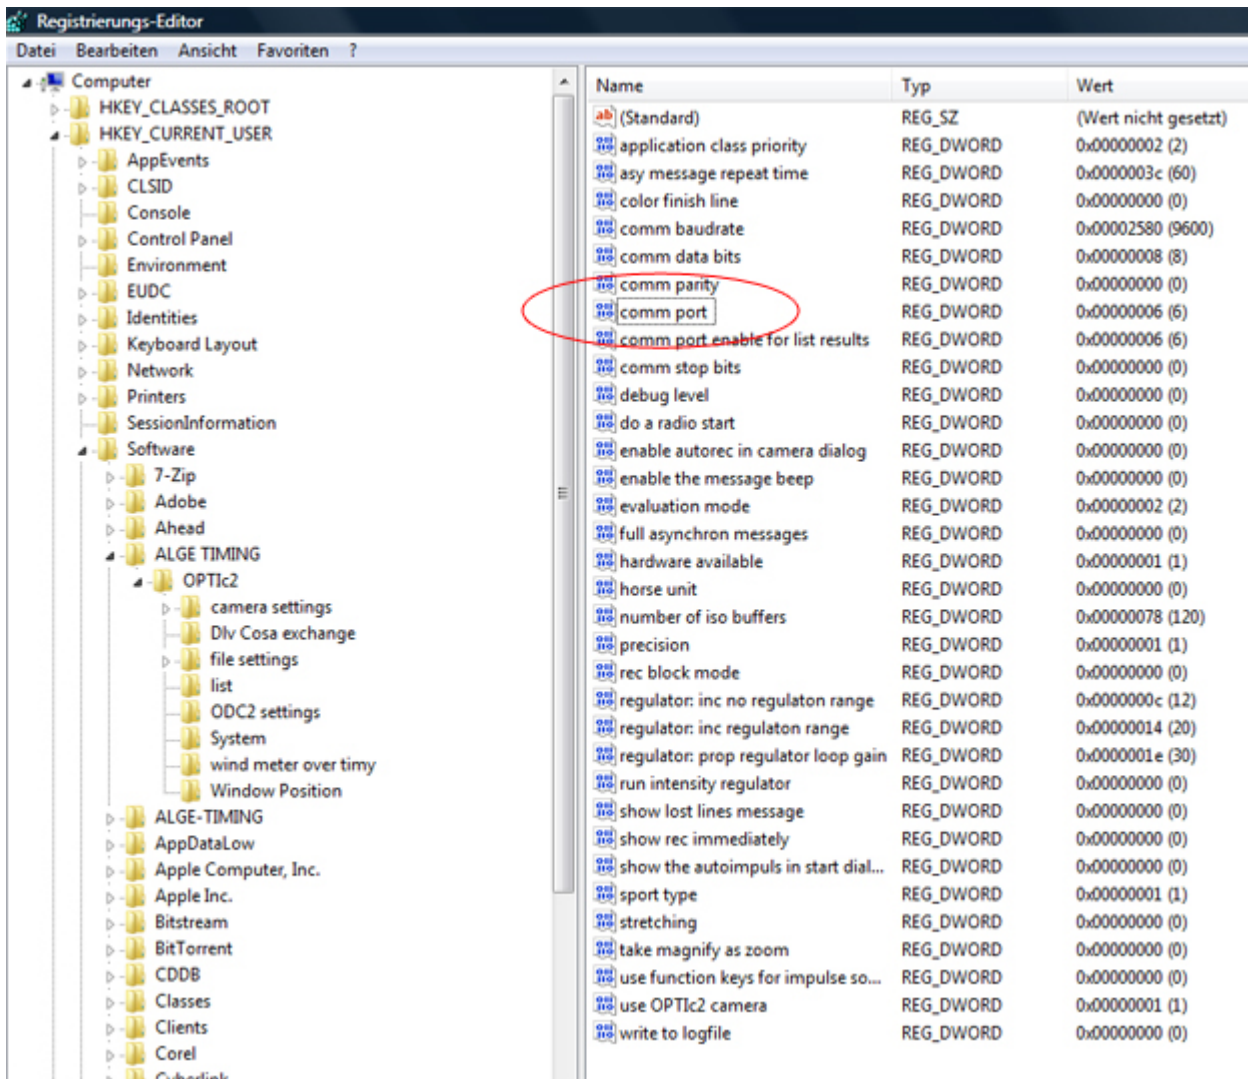 Registrierungs-Editor
Datei Bearbeiten Ansicht Favoriten ?
Computer
HKEY_CLASSES_ROOT
HKEY_CURRENT_USER
AppEvents
CLSID
Console
Control Panel
Environment
EUDC
Identities
Keyboard Layout
Network
Printers
SessionInformation
Software
7-Zip
Adobe
Ahead
ALGE TIMING
OPTIc2
camera settings
Dlv Cosa exchange
file settings
list
ODC2 settings
System
wind meter over timy
Window Position
ALGE-TIMING
AppDataLow
Apple Computer, Inc.
Apple Inc.
Bitstream
BitTorrent
CDDB
Classes
Clients
Corel
Name Typ Wert
(Standard) REG_SZ (Wert nicht gesetzt)
application class priority REG_DWORD 0x00000002 (2)
asy message repeat time REG_DWORD 0x0000003c (60)
color finish line REG_DWORD 0x00000000 (0)
comm baudrate REG_DWORD 0x00002580 (9600)
comm data bits REG_DWORD 0x00000008 (8)
comm parity REG_DWORD 0x00000000 (0)
comm port REG_DWORD 0x00000006 (6)
comm port enable for list results REG_DWORD 0x00000006 (6)
comm stop bits REG_DWORD 0x00000000 (0)
debug level REG_DWORD 0x00000000 (0)
do a radio start REG_DWORD 0x00000000 (0)
enable autorec in camera dialog REG_DWORD 0x00000000 (0)
enable the message beep REG_DWORD 0x00000000 (0)
evaluation mode REG_DWORD 0x00000002 (2)
full asynchron messages REG_DWORD 0x00000000 (0)
hardware available REG_DWORD 0x00000001 (1)
horse unit REG_DWORD 0x00000000 (0)
number of iso buffers REG_DWORD 0x00000078 (120)
precision REG_DWORD 0x00000001 (1)
rec block mode REG_DWORD 0x00000000 (0)
regulator: inc no regulaton range REG_DWORD 0x0000000c (12)
regulator: inc regulaton range REG_DWORD 0x00000014 (20)
regulator: prop regulator loop gain REG_DWORD 0x0000001e (30)
run intensity regulator REG_DWORD 0x00000000 (0)
show lost lines message REG_DWORD 0x00000000 (0)
show rec immediately REG_DWORD 0x00000000 (0)
show the autoimpuls in start dial... REG_DWORD 0x00000000 (0)
sport type REG_DWORD 0x00000001 (1)
stretching REG_DWORD 0x00000000 (0)
take magnify as zoom REG_DWORD 0x00000000 (0)
use function keys for impulse so... REG_DWORD 0x00000000 (0)
use OPTIc2 camera REG_DWORD 0x00000001 (1)
write to logfile REG_DWORD 0x00000000 (0)